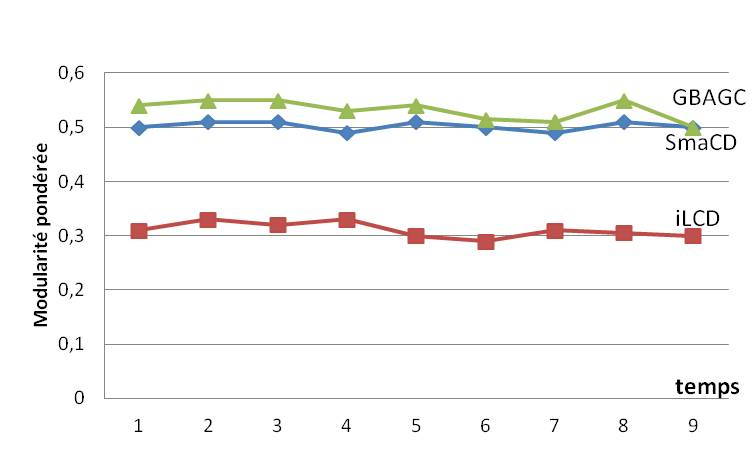 0,6
GBAGC
0,5
SmaCD
0,4
Modularité pondérée
iLCD
0,3
0,2
0,1
temps
0
1 2 3 4 5 6 7 8 9